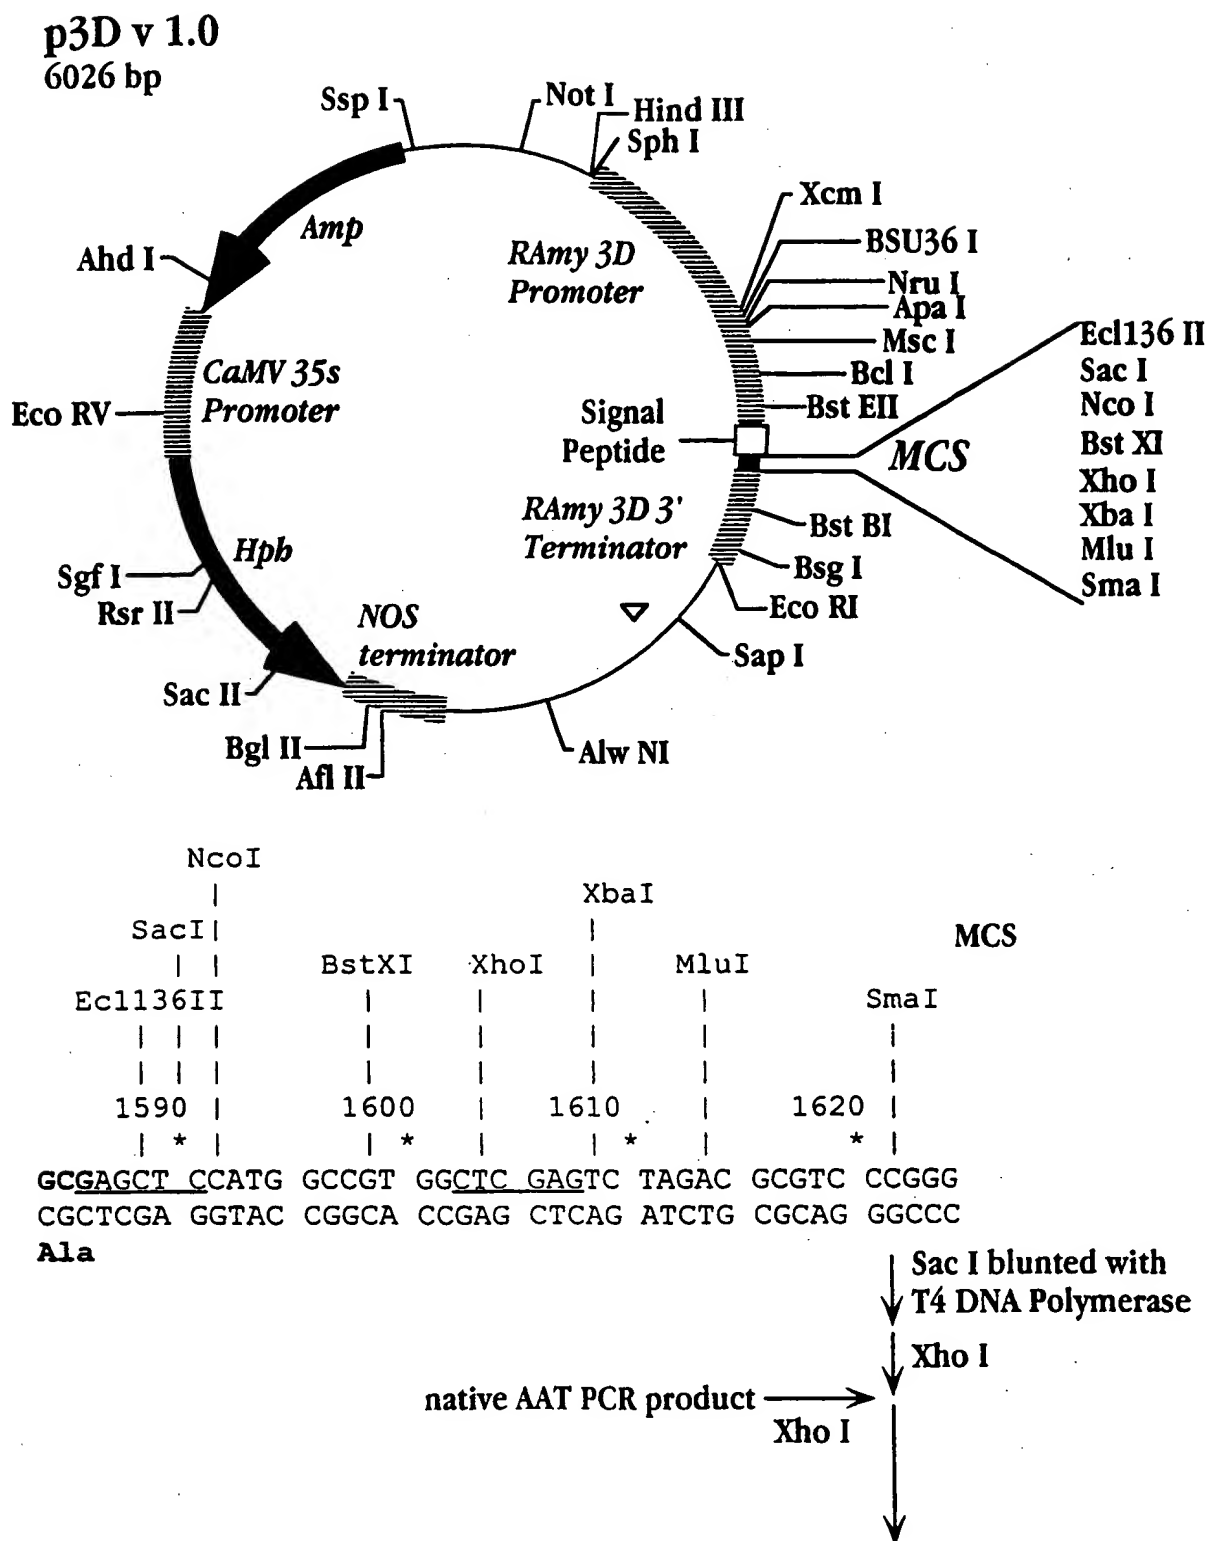 p3D v 1.0
6026 bp
Ssp I
Not I
Hind III
Sph I
Xcm I
BSU36 I
Nru I
Apa I
Msc I
Bcl I
Bst EII
Ahd I
Amp
RAmy 3D
Promoter
CaMV 35s
Promoter
Eco RV
Signal
Peptide
MCS
Ecl136 II
Sac I
Nco I
Bst XI
Xho I
Xba I
Mlu I
Sma I
RAmy 3D 3'
Terminator
Bst BI
Bsg I
Eco RI
Sap I
Hph
Sgf I
Rsr II
NOS
terminator
Sac II
Bgl II
Afl II
Alw NI
NcoI
XbaI
SacI
MCS
BstXI XhoI MluI
Ecl136II SmaI
1590 1600 1610 1620
* * * *
GCGAGCT CCATG GCCGT GGCTC GAGTC TAGAC GCGTC CCGGG
CGCTCGA GGTAC CGGCA CCGAG CTCAG ATCTG CGCAG GGCCC
Ala
Sac I blunted with
T4 DNA Polymerase
Xho I
native AAT PCR product
Xho I